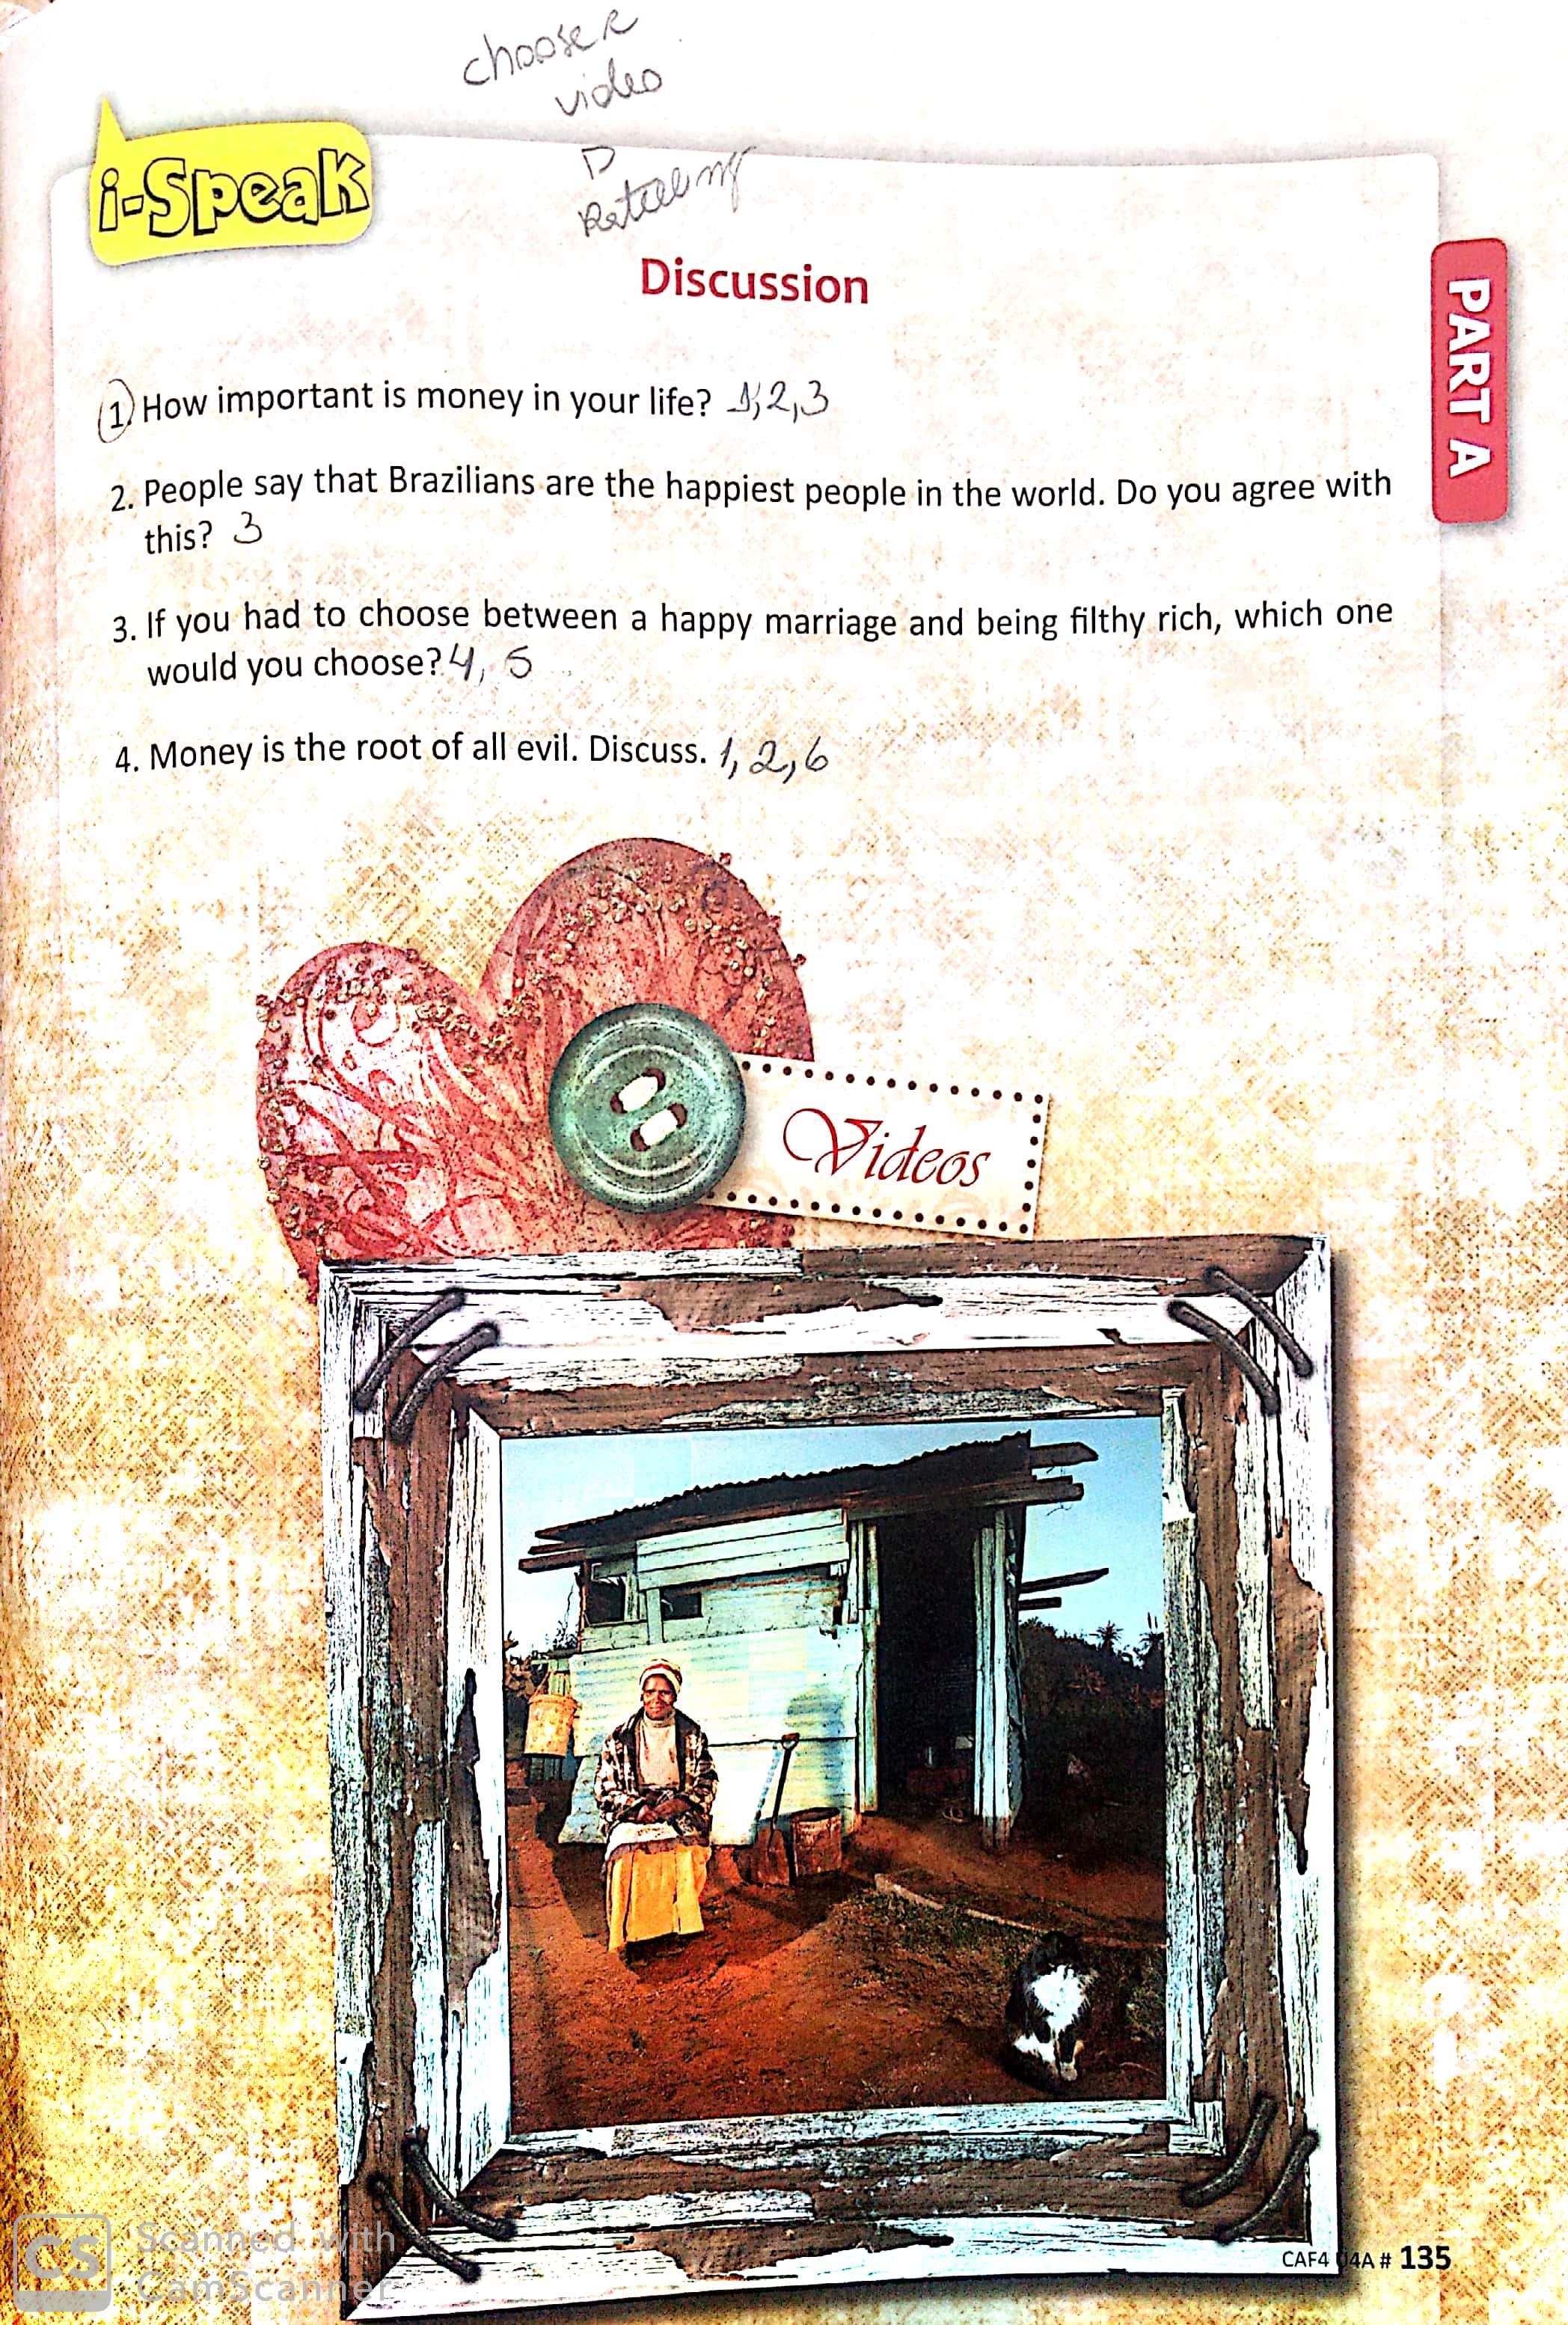 chooser
video
D
Retelling
i-Speak
Discussion
PART A
1. How important is money in your life? 1, 2, 3
2. People say that Brazilians are the happiest people in the world. Do you agree with
this? 3
3. If you had to choose between a happy marriage and being filthy rich, which one
would you choose? 4, 5
4. Money is the root of all evil. Discuss. 1, 2, 6
Videos
CAF4 U4A # 135
CS Scanned with
CamScanner